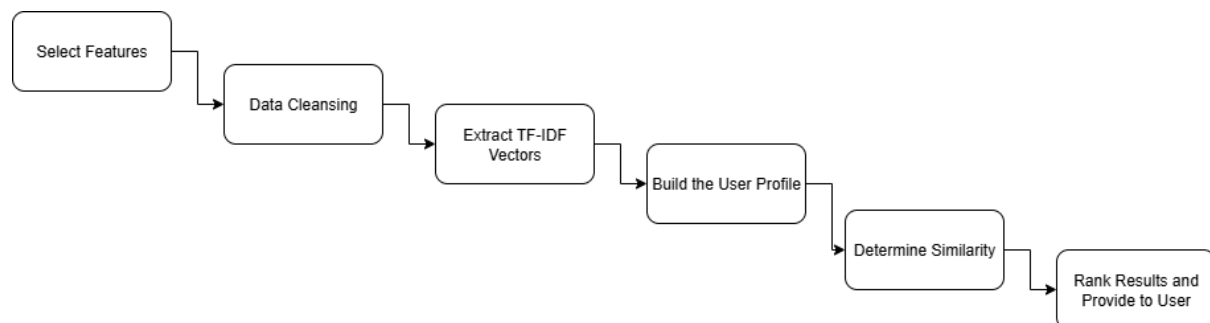 Select Features
Data Cleansing
Extract TF-IDF
Vectors
Build the User Profile
Determine Similarity
Rank Results and
Provide to User